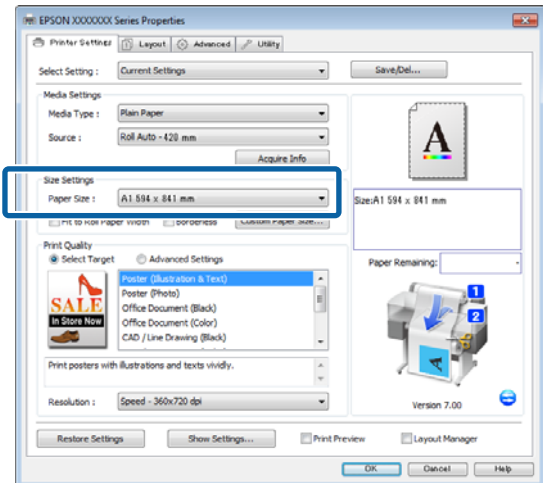 EPSON XXXXXXX Series Properties
Printer Settings Layout Advanced Utility
Select Setting : Current Settings Save/Del...
Media Settings
Media Type : Plain Paper
Source : Roll Auto - 420 mm
Acquire Info
A
Size Settings
Paper Size : A1 594 x 841 mm
Size:A1 594 x 841 mm
Fit to Roll Paper Width Borderless Custom Paper Size...
Print Quality
Select Target Advanced Settings
Paper Remaining: -
Poster (Illustration & Text)
Poster (Photo)
Office Document (Black)
Office Document (Color)
CAD / Line Drawing (Black)
SALE
In Store Now
1
2
Print posters with illustrations and texts vividly.
Resolution : Speed - 360x720 dpi
Version 7.00
Restore Settings Show Settings... Print Preview Layout Manager
OK Cancel Help